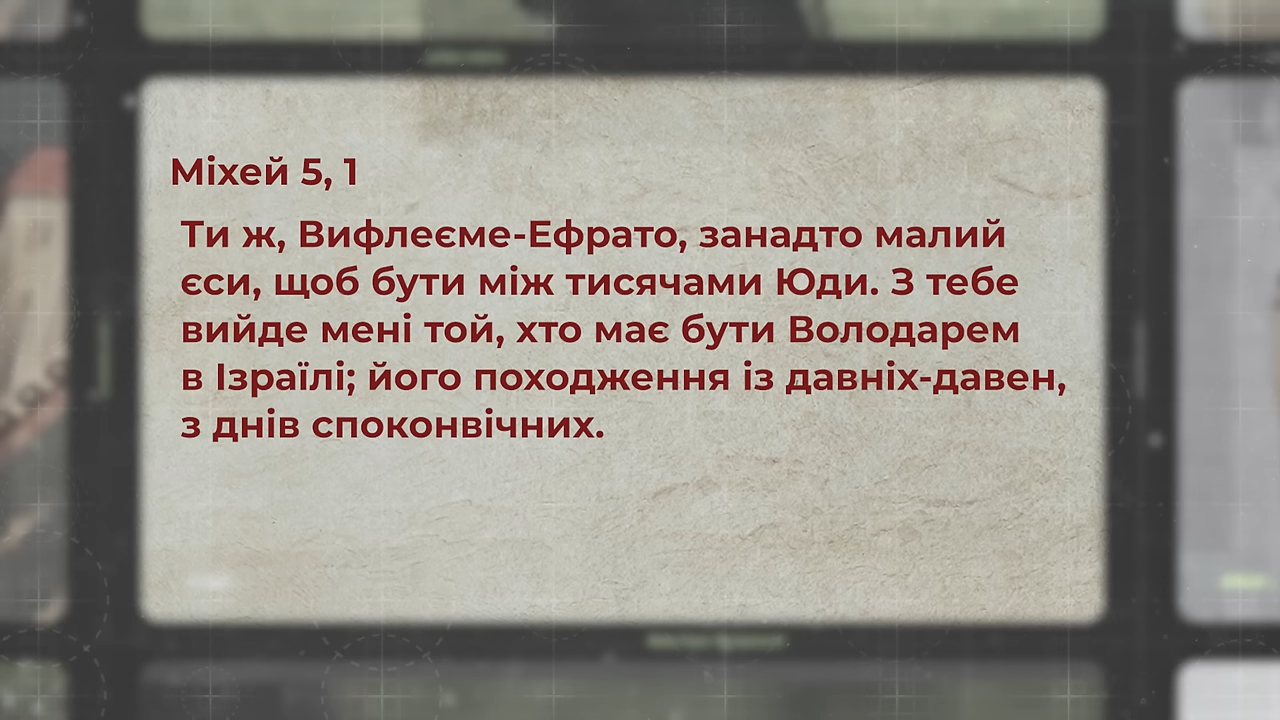 Міхей 5, 1
Ти ж, Вифлеєме-Ефрато, занадто малий
єси, щоб бути між тисячами Юди. З тебе
вийде мені той, хто має бути Володарем
в Ізраїлі; його походження із давніх-давен,
з днів споконвічних.